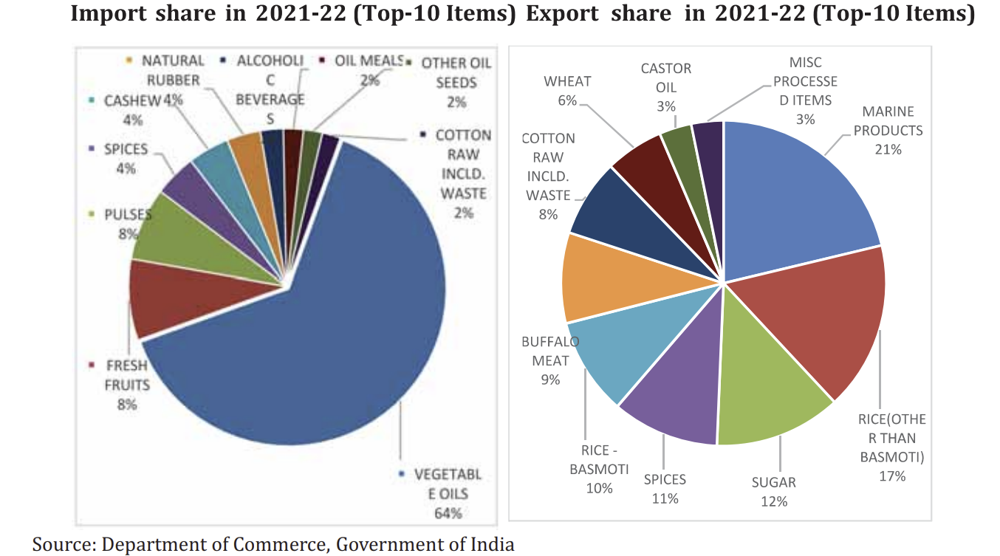 Import share in 2021-22 (Top-10 Items) Export share in 2021-22 (Top-10 Items)
NATURAL
RUBBER
4%
ALCOHOLI
C
BEVERAGE
S
OIL MEALS
2%
OTHER OIL
SEEDS
2%
CASHEW
4%
SPICES
4%
COTTON
RAW
INCLD.
WASTE
2%
PULSES
8%
FRESH
FRUITS
8%
VEGETABL
E OILS
64%
WHEAT
6%
CASTOR
OIL
3%
MISC
PROCESSE
D ITEMS
3%
MARINE
PRODUCTS
21%
COTTON
RAW
INCLD.
WASTE
8%
BUFFALO
MEAT
9%
RICE -
BASMOTI
10%
SPICES
11%
SUGAR
12%
RICE(OTHE
R THAN
BASMOTI)
17%
Source: Department of Commerce, Government of India